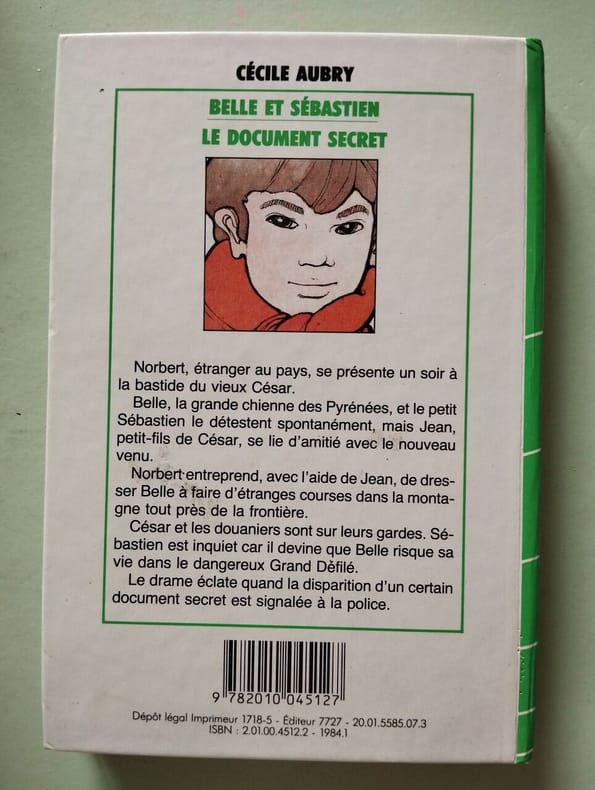 CÉCILE AUBRY
BELLE ET SÉBASTIEN
LE DOCUMENT SECRET
Norbert, étranger au pays, se présente un soir à
la bastide du vieux César.
Belle, la grande chienne des Pyrénées, et le petit
Sébastien le détestent spontanément, mais Jean,
petit-fils de César, se lie d'amitié avec le nouveau
venu.
Norbert entreprend, avec l'aide de Jean, de dres-
ser Belle à faire d'étranges courses dans la monta-
gne tout près de la frontière.
César et les douaniers sont sur leurs gardes. Sé-
bastien est inquiet car il devine que Belle risque sa
vie dans le dangereux Grand Défilé.
Le drame éclate quand la disparition d'un certain
document secret est signalée à la police.
9 782010 045127
Dépôt légal Imprimeur 1718-5 - Éditeur 7727 - 20.01.5585.07.3
ISBN : 2.01.00.4512.2 - 1984.1